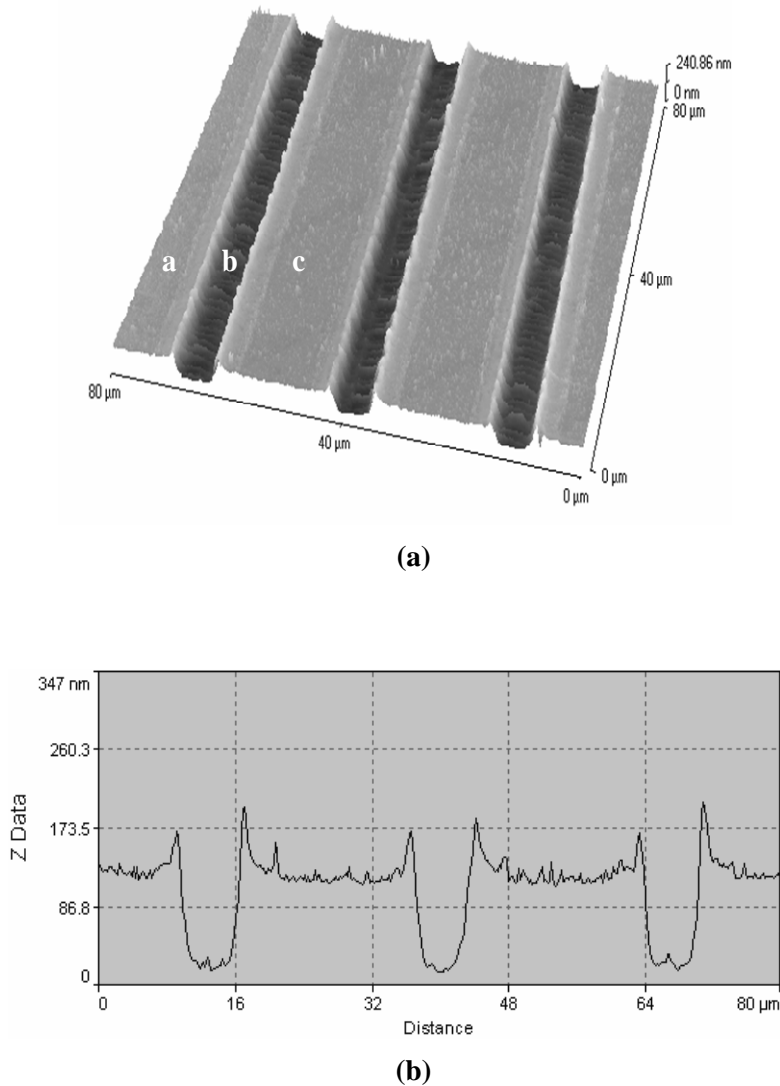 240.86 nm
0 nm
80 µm
a
b
c
40 µm
80 µm
40 µm
0 µm
0 µm
(a)
347 nm
260.3
173.5
86.8
0
Z Data
0
16
32
48
64
80 µm
Distance
(b)